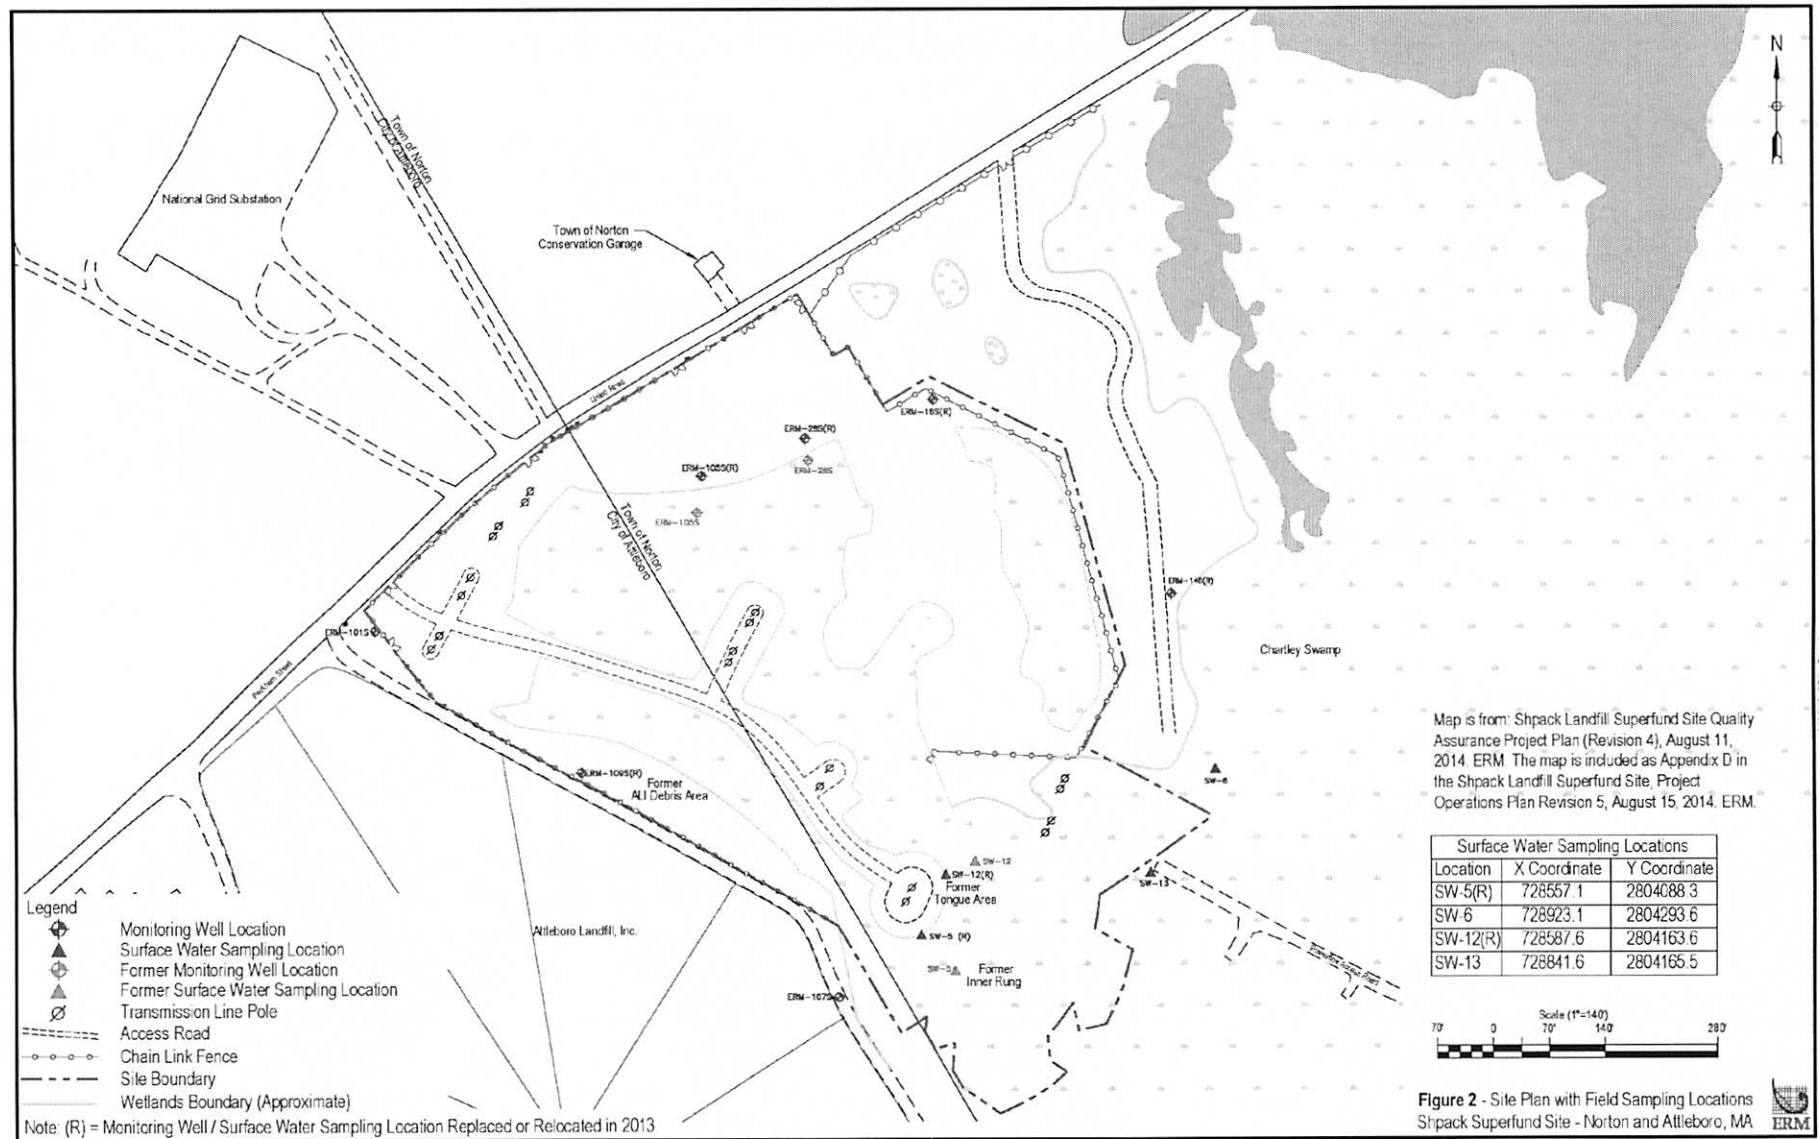 N
Town of Norton
City of Attleboro
National Grid Substation
Town of Norton
Conservation Garage
Union Road
ERM-16S(R)
ERM-28S(R)
ERM-28S
ERM-105S(R)
ERM-105S
Town of Norton
City of Attleboro
ERM-14S(R)
ERM-101S
Peckham Street
Chartley Swamp
Map is from: Shpack Landfill Superfund Site Quality
Assurance Project Plan (Revision 4), August 11,
2014. ERM. The map is included as Appendix D in
the Shpack Landfill Superfund Site, Project
Operations Plan Revision 5, August 15, 2014. ERM.
ERM-109S(R)
Former
ALI Debris Area
SW-6
SW-12
SW-12(R)
Former
Tongue Area
SW-13
Attleboro Landfill, Inc.
SW-5 (R)
SW-5
Former
Inner Rung
ERM-107S
Surface Water Sampling Locations
Location X Coordinate Y Coordinate
SW-5(R) 728557.1 2804088.3
SW-6 728923.1 2804293.6
SW-12(R) 728587.6 2804163.6
SW-13 728841.6 2804165.5
Scale (1"=140')
70' 0 70' 140' 280'
Legend
Monitoring Well Location
Surface Water Sampling Location
Former Monitoring Well Location
Former Surface Water Sampling Location
Transmission Line Pole
Access Road
Chain Link Fence
Site Boundary
Wetlands Boundary (Approximate)
Note: (R) = Monitoring Well / Surface Water Sampling Location Replaced or Relocated in 2013
Figure 2 - Site Plan with Field Sampling Locations
Shpack Superfund Site - Norton and Attleboro, MA
ERM